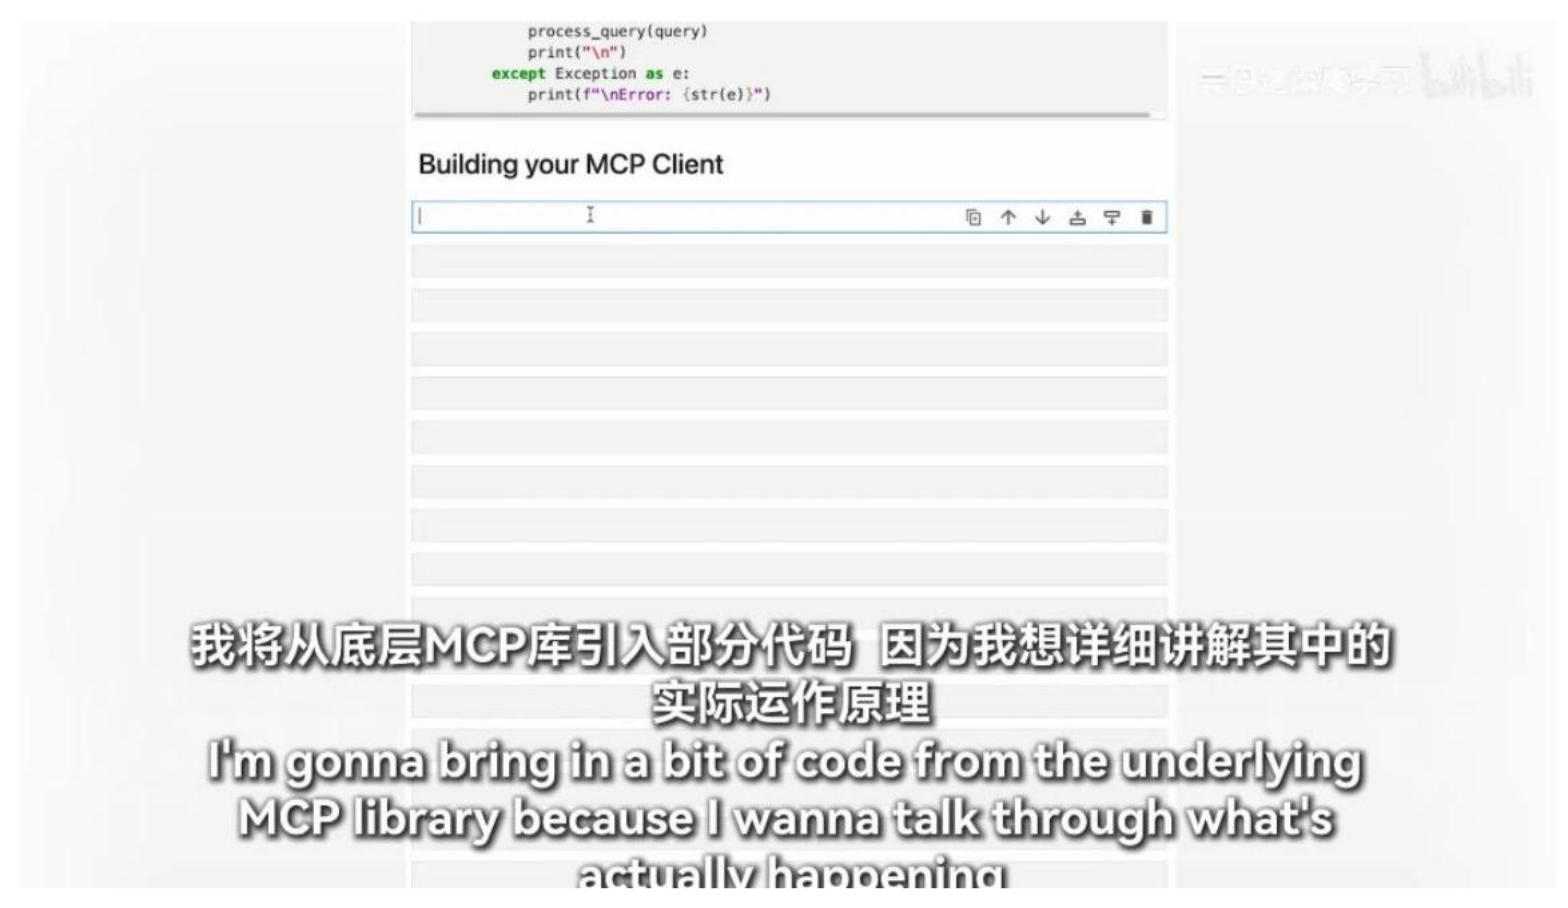 process_query(query)
print("\n")
except Exception as e:
print(f"\nError: {str(e)}")
bilibili
Building your MCP Client
我将从底层MCP库引入部分代码 因为我想详细讲解其中的
实际运作原理
I'm gonna bring in a bit of code from the underlying
MCP library because I wanna talk through what's
actually happening